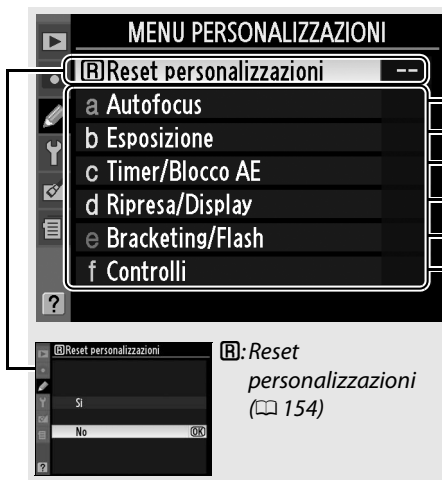 MENU PERSONALIZZAZIONI
R Reset personalizzazioni --
a Autofocus
b Esposizione
c Timer/Blocco AE
d Ripresa/Display
e Bracketing/Flash
f Controlli
?
R Reset personalizzazioni
Sì
No OK
?
R: Reset
personalizzazioni
(📖 154)